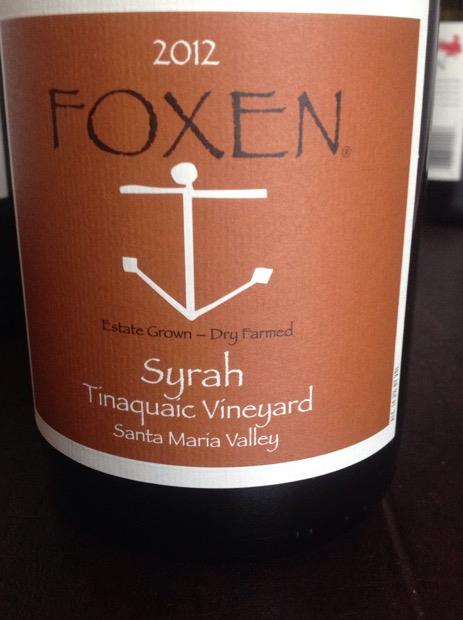 2012
FOXEN®
Estate Grown – Dry Farmed
Syrah
Tinaquaic Vineyard
Santa Maria Valley